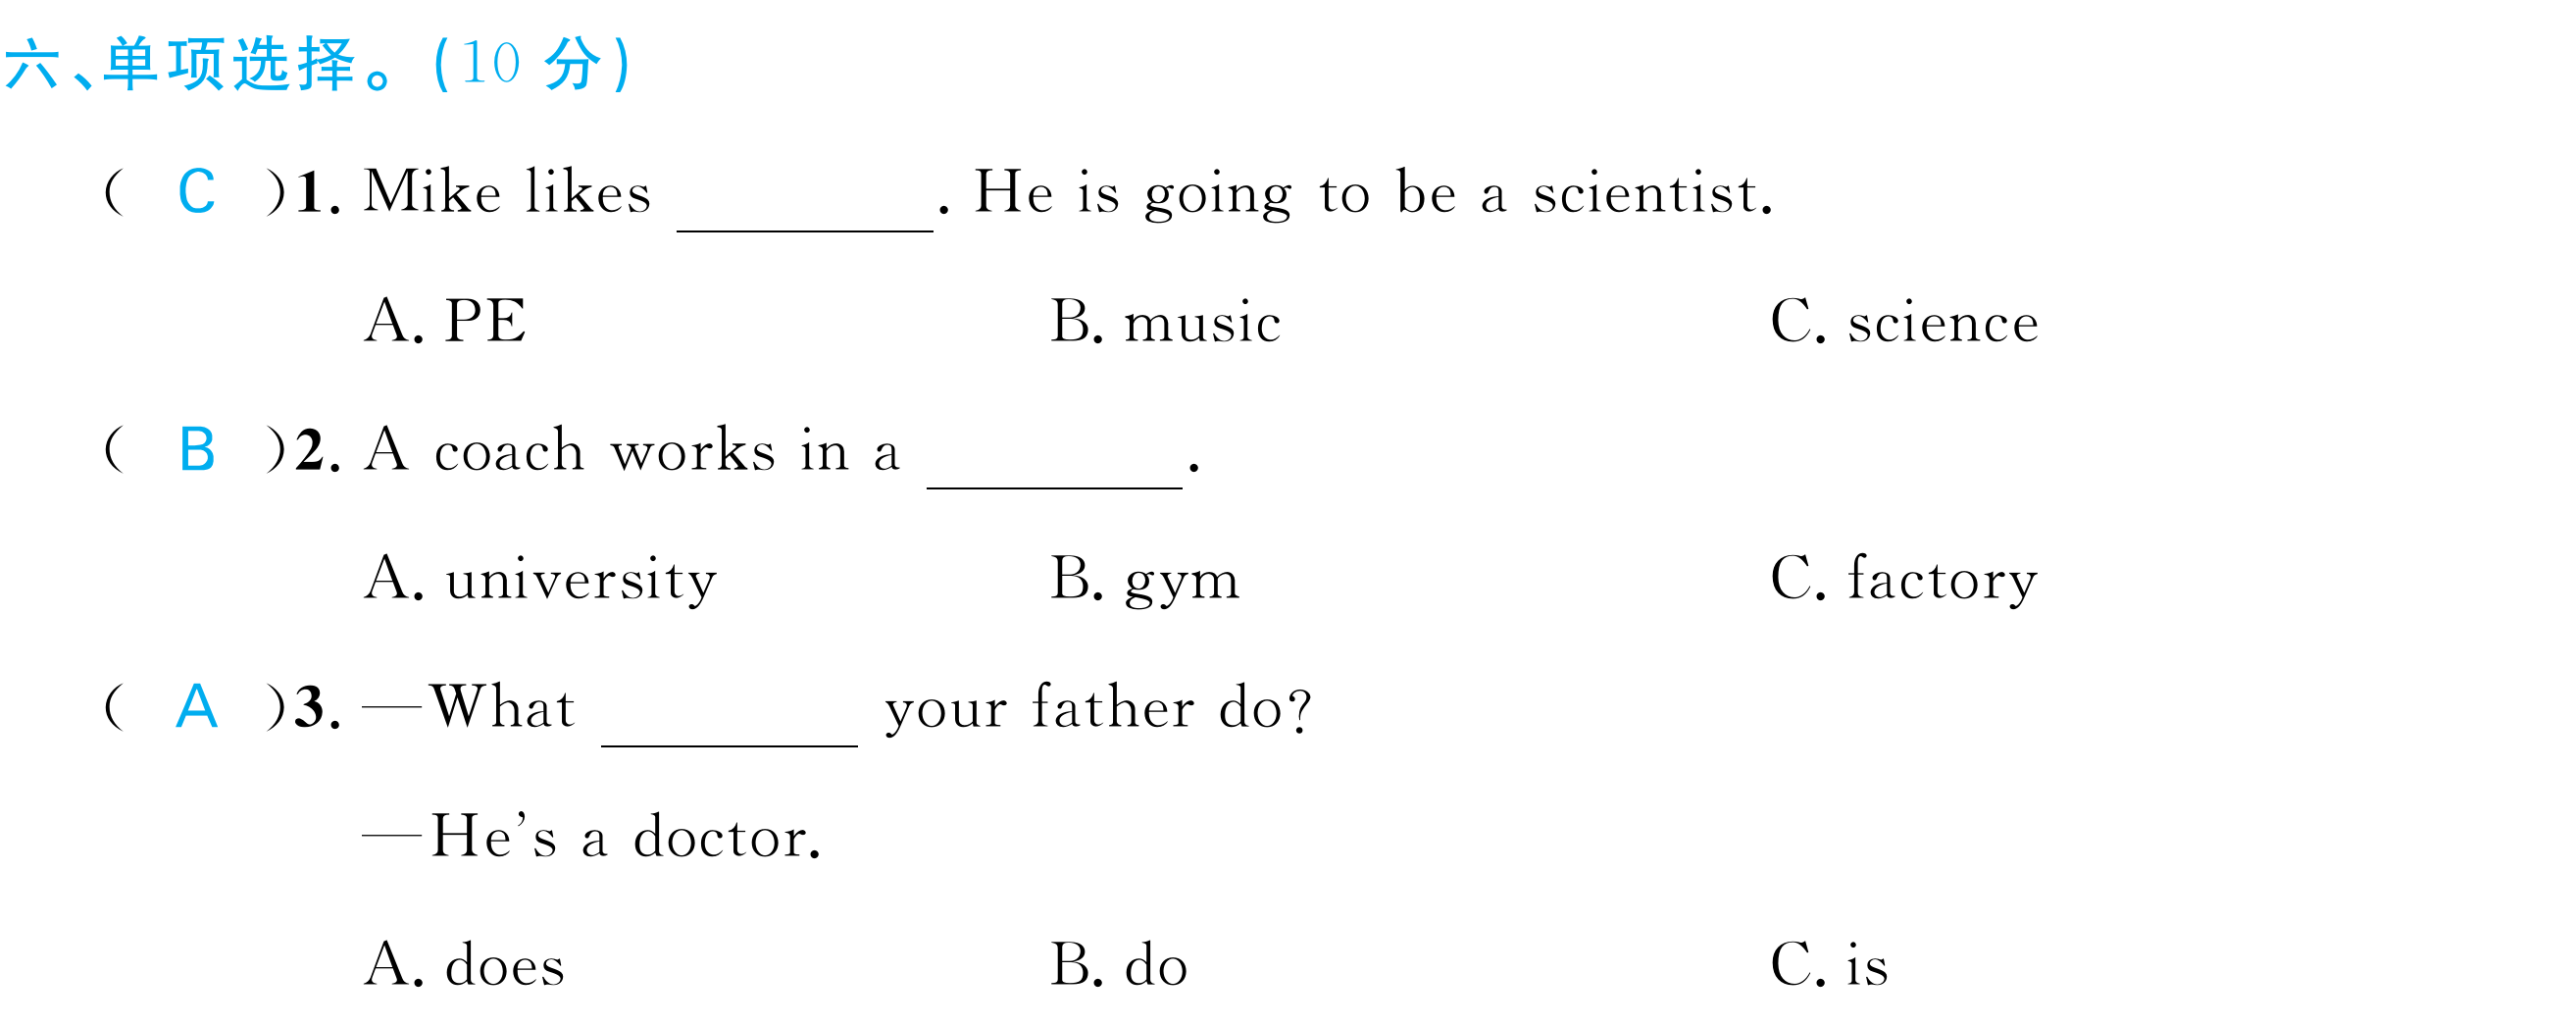 六、单项选择。(10 分)
( C )1. Mike likes ________. He is going to be a scientist.
A. PE B. music C. science
( B )2. A coach works in a ________.
A. university B. gym C. factory
( A )3. —What ________ your father do?
—He’s a doctor.
A. does B. do C. is